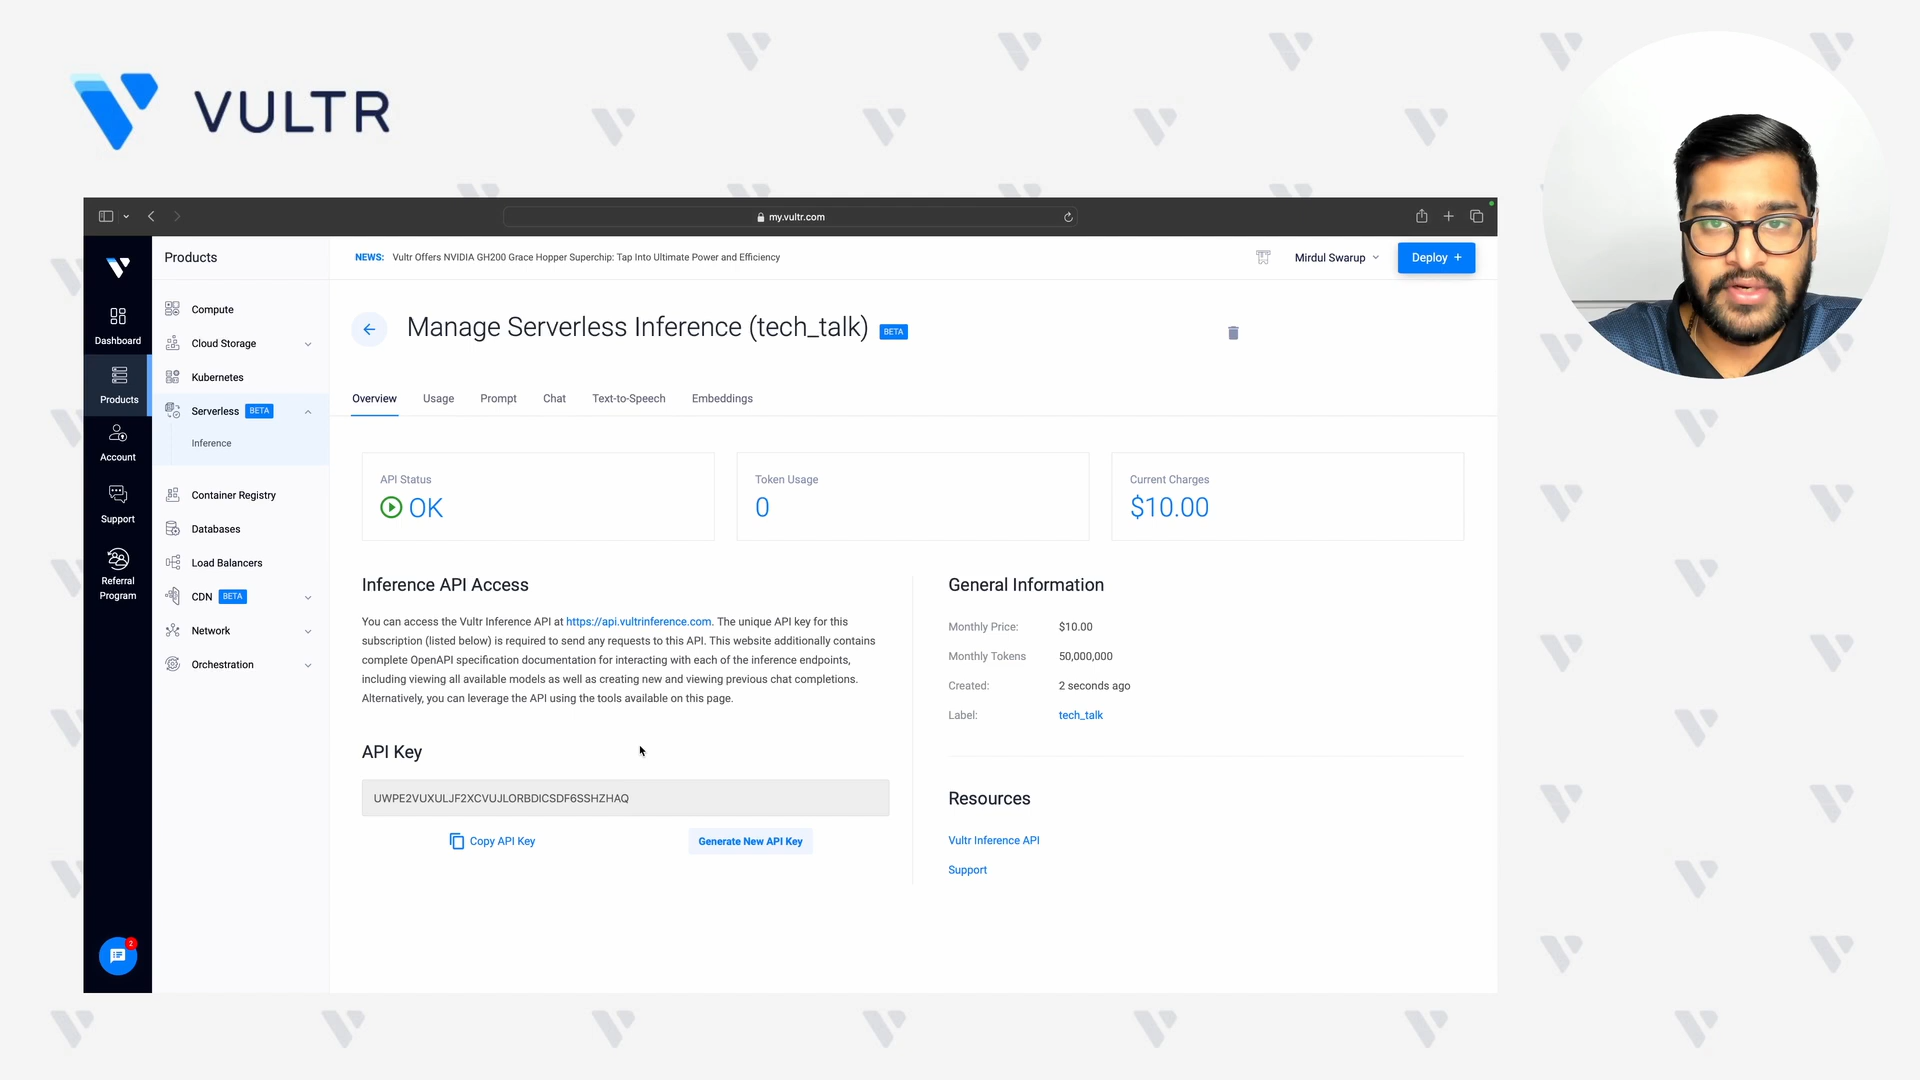 VULTR
my.vultr.com
Products
NEWS: Vultr Offers NVIDIA GH200 Grace Hopper Superchip: Tap Into Ultimate Power and Efficiency
Mirdul Swarup
Deploy +
Dashboard
Products
Account
Support
Referral
Program
2
Compute
Cloud Storage
Kubernetes
Serverless BETA
Inference
Container Registry
Databases
Load Balancers
CDN BETA
Network
Orchestration
Manage Serverless Inference (tech_talk) BETA
Overview Usage Prompt Chat Text-to-Speech Embeddings
API Status
OK
Token Usage
0
Current Charges
$10.00
Inference API Access
You can access the Vultr Inference API at https://api.vultrinference.com. The unique API key for this
subscription (listed below) is required to send any requests to this API. This website additionally contains
complete OpenAPI specification documentation for interacting with each of the inference endpoints,
including viewing all available models as well as creating new and viewing previous chat completions.
Alternatively, you can leverage the API using the tools available on this page.
API Key
UWPE2VUXULJF2XCVUJLORBDICSDF6SSHZHAQ
Copy API Key
Generate New API Key
General Information
Monthly Price: $10.00
Monthly Tokens 50,000,000
Created: 2 seconds ago
Label: tech_talk
Resources
Vultr Inference API
Support